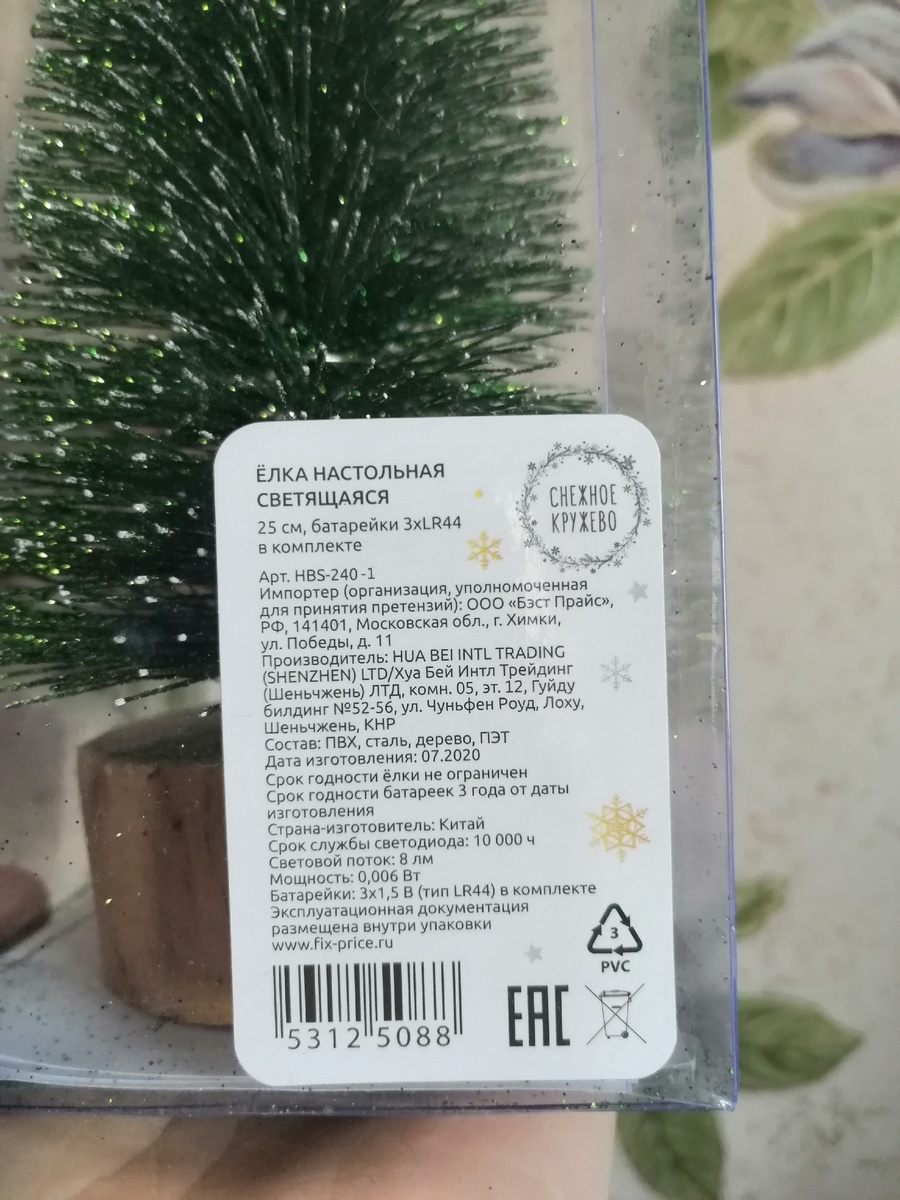 ЁЛКА НАСТОЛЬНАЯ
СВЕТЯЩАЯСЯ
25 см, батарейки 3xLR44
в комплекте
СНЕЖНОЕ
КРУЖЕВО
Арт. HBS-240-1
Импортер (организация, уполномоченная
для принятия претензий): ООО «Бэст Прайс»,
РФ, 141401, Московская обл., г. Химки,
ул. Победы, д. 11
Производитель: HUA BEI INTL TRADING
(SHENZHEN) LTD/Хуа Бей Интл Трейдинг
(Шеньчжень) ЛТД, комн. 05, эт. 12, Гуйду
билдинг №52-56, ул. Чуньфен Роуд, Лоху,
Шеньчжень, КНР
Состав: ПВХ, сталь, дерево, ПЭТ
Дата изготовления: 07.2020
Срок годности ёлки не ограничен
Срок годности батареек 3 года от даты
изготовления
Страна-изготовитель: Китай
Срок службы светодиода: 10 000 ч
Световой поток: 8 лм
Мощность: 0,006 Вт
Батарейки: 3x1,5 В (тип LR44) в комплекте
Эксплуатационная документация
размещена внутри упаковки
www.fix-price.ru
3
PVC
5312 5088
EAC